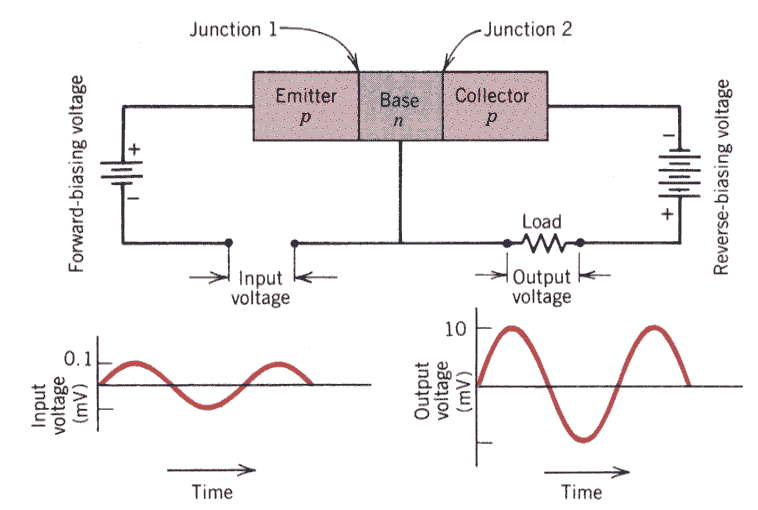 Junction 1
Junction 2
Emitter
p
Base
n
Collector
p
Forward-biasing voltage
+
−
−
+
Reverse-biasing voltage
Load
Input
voltage
Output
voltage
0.1
Input
voltage
(mV)
Time
10
Output
voltage
(mV)
Time